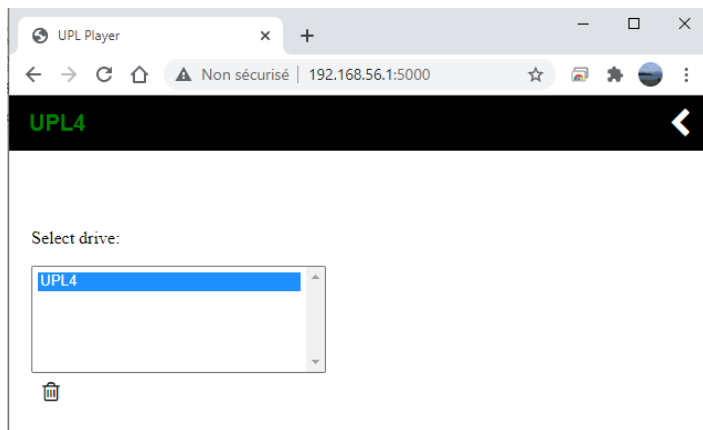 UPL Player
Non sécurisé | 192.168.56.1:5000
UPL4
Select drive:
UPL4